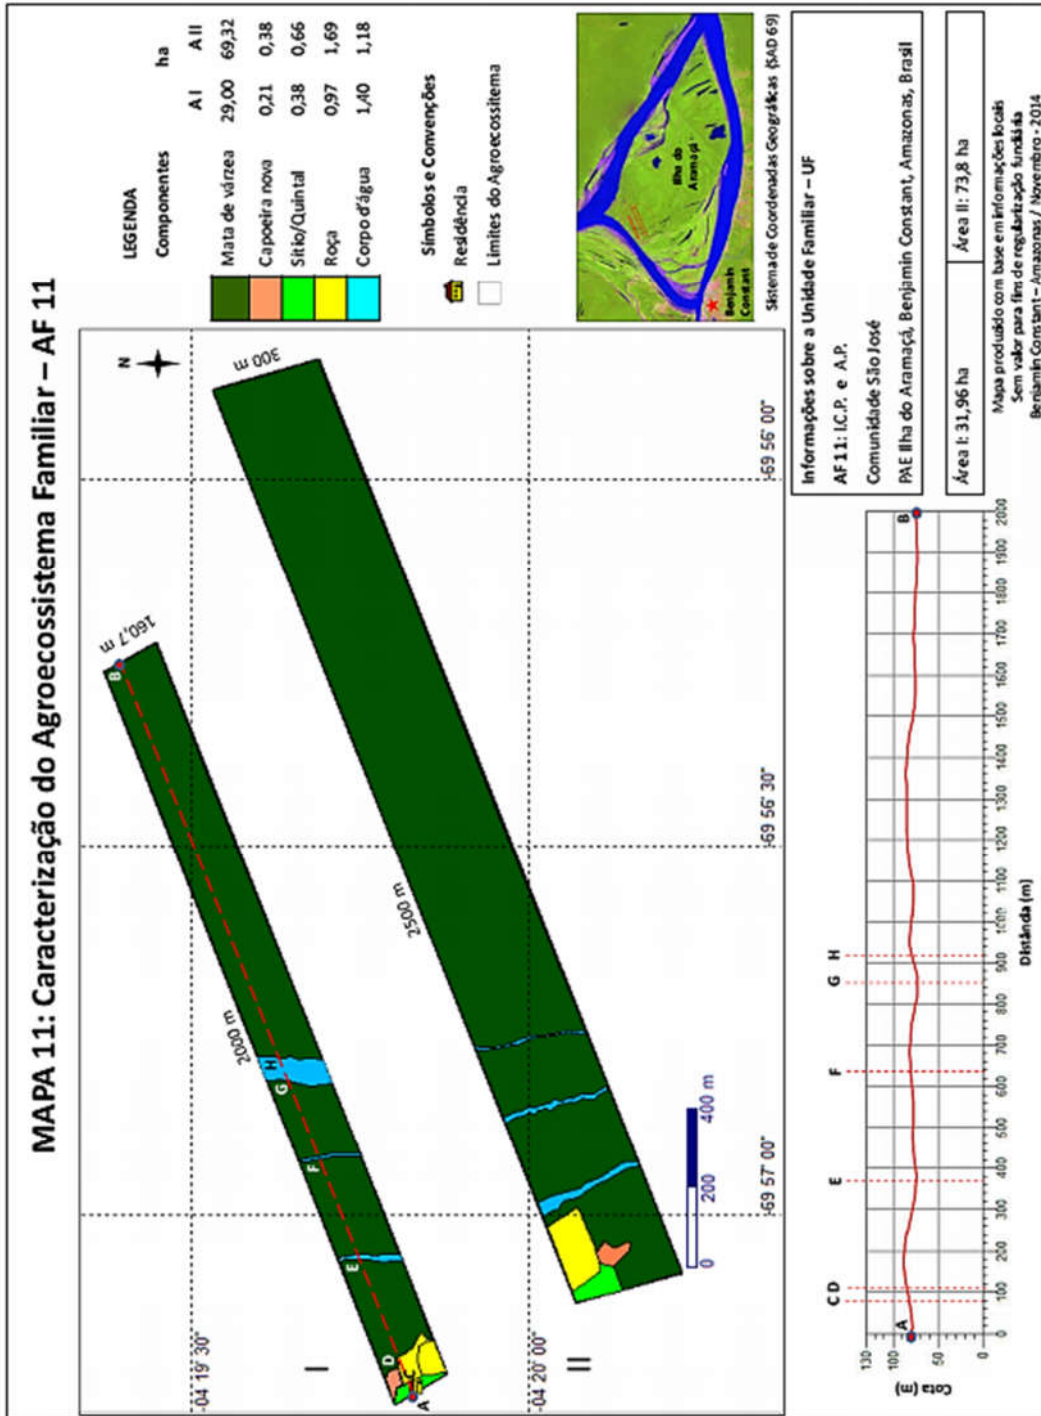 MAPA 11: Caracterização do Agroecossistema Familiar – AF 11
N
300 m
160,7 m
B
2000 m
H
G
F
E
D
C
A
I
2500 m
II
0 200 400 m
-04 19' 30"
-04 20' 00"
-69 57' 00"
-69 56' 30"
-69 56' 00"
LEGENDA
Componentes ha
A I A II
Mata de várzea 29,00 69,32
Capoeira nova 0,21 0,38
Sítio/Quintal 0,38 0,66
Roça 0,97 1,69
Corpo d'água 1,40 1,18
Símbolos e Convenções
Residência
Limites do Agroecossitema
Ilha do
Aramaçá
Benjamin
Constant
Sistema de Coordenadas Geográficas (SAD 69)
Informações sobre a Unidade Familiar – UF
AF 11: I.C.P. e A.P.
Comunidade São José
PAE Ilha do Aramaçá, Benjamin Constant, Amazonas, Brasil
Área I: 31,96 ha Área II: 73,8 ha
Mapa produzido com base em informações locais
Sem valor para fins de regularização fundiária
Benjamin Constant – Amazonas / Novembro - 2014
C D E F G H
A B
Cota (m)
130
100
50
0
0 100 200 300 400 500 600 700 800 900 1000 1100 1200 1300 1400 1500 1600 1700 1800 1900 2000
Distância (m)